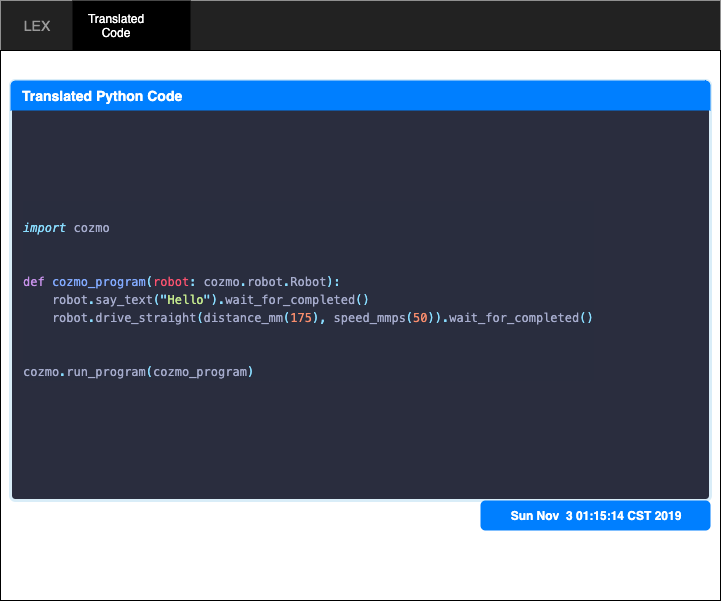 LEX
Translated
Code
Translated Python Code
import cozmo
def cozmo_program(robot: cozmo.robot.Robot):
    robot.say_text("Hello").wait_for_completed()
    robot.drive_straight(distance_mm(175), speed_mmps(50)).wait_for_completed()
cozmo.run_program(cozmo_program)
Sun Nov  3 01:15:14 CST 2019